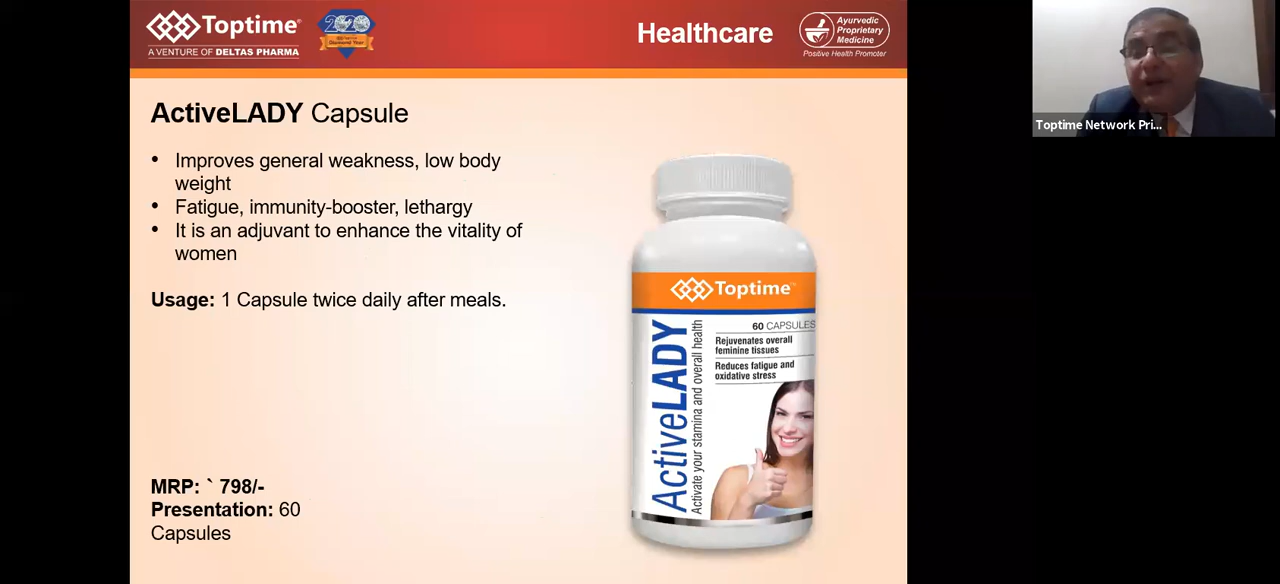 Toptime
A VENTURE OF DELTAS PHARMA
2020
Diamond Year
Healthcare
Ayurvedic
Proprietary
Medicine
Positive Health Promoter
Toptime Network Pri...
ActiveLADY Capsule
• Improves general weakness, low body
weight
• Fatigue, immunity-booster, lethargy
• It is an adjuvant to enhance the vitality of
women
Usage: 1 Capsule twice daily after meals.
MRP: ` 798/-
Presentation: 60
Capsules
Toptime
60 CAPSULES
Rejuvenates overall
feminine tissues
Reduces fatigue and
oxidative stress
ActiveLADY
Activate your stamina and overall health